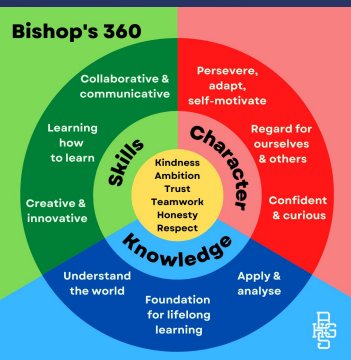 Bishop's 360
Collaborative &
communicative
Learning
how
to learn
Creative &
innovative
Skills
Persevere,
adapt,
self-motivate
Regard for
ourselves
& others
Confident
& curious
Character
Kindness
Ambition
Trust
Teamwork
Honesty
Respect
Knowledge
Understand
the world
Foundation
for lifelong
learning
Apply &
analyse